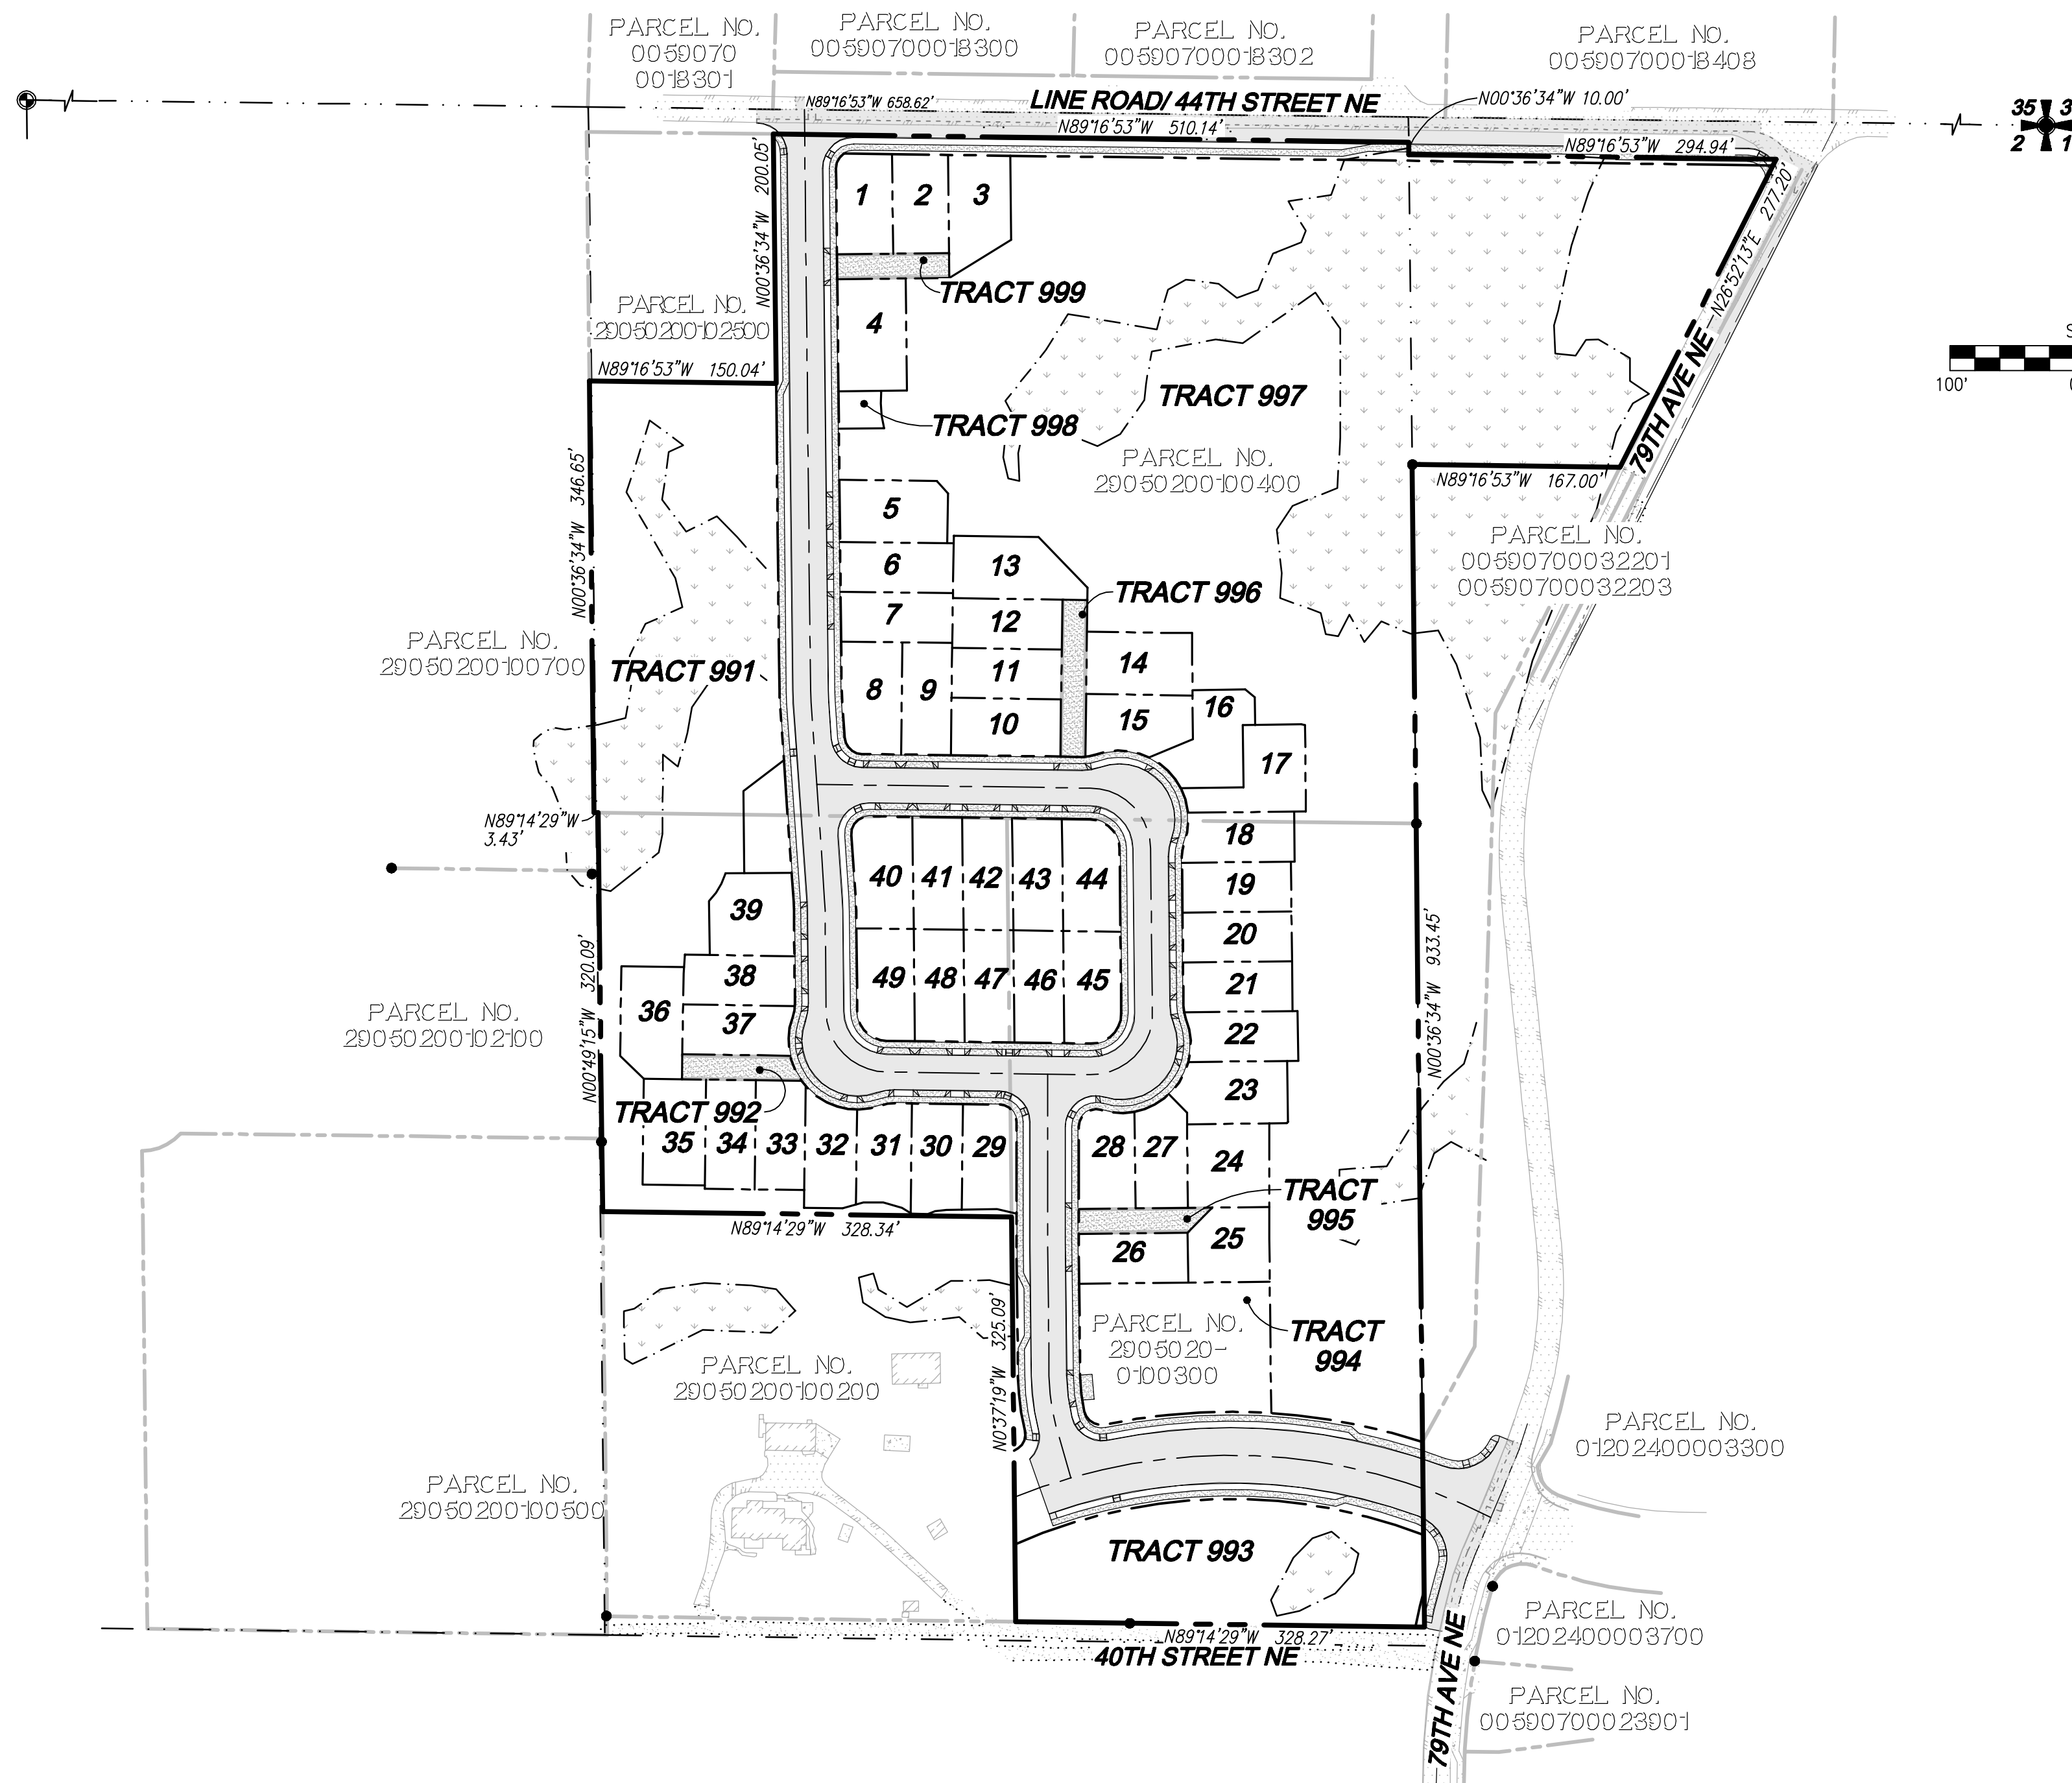 PARCEL NO.
0059070
0018301
PARCEL NO.
00590700018300
PARCEL NO.
00590700018302
PARCEL NO.
00590700018408
N89°16'53"W 658.62'
LINE ROAD/ 44TH STREET NE
N00°36'34"W 10.00'
N89°16'53"W 510.14'
N89°16'53"W 294.94'
35
2
1
N00°36'34"W 200.05'
1
2
3
N26°52'13"E 277.20'
TRACT 999
PARCEL NO.
29050200102500
4
N89°16'53"W 150.04'
100'
79TH AVE NE
TRACT 997
TRACT 998
PARCEL NO.
29050200100400
N89°16'53"W 167.00'
N00°36'34"W 346.65'
5
6
7
13
12
11
10
8
9
TRACT 996
14
15
16
17
PARCEL NO.
00590700032201
00590700032203
PARCEL NO.
29050200100700
TRACT 991
N89°14'29"W
3.43'
18
19
20
21
22
23
40
41
42
43
44
49
48
47
46
45
39
38
37
36
N00°49'15"W 320.09'
N00°36'34"W 933.45'
PARCEL NO.
29050200102100
TRACT 992
35
34
33
32
31
30
29
28
27
24
TRACT
995
25
26
N89°14'29"W 328.34'
N0°37'19"W 325.09'
PARCEL NO.
2905020-
0100300
TRACT
994
PARCEL NO.
29050200100200
PARCEL NO.
29050200100500
PARCEL NO.
01202400003300
TRACT 993
PARCEL NO.
01202400003700
N89°14'29"W 328.27'
40TH STREET NE
79TH AVE NE
PARCEL NO.
00590700023901